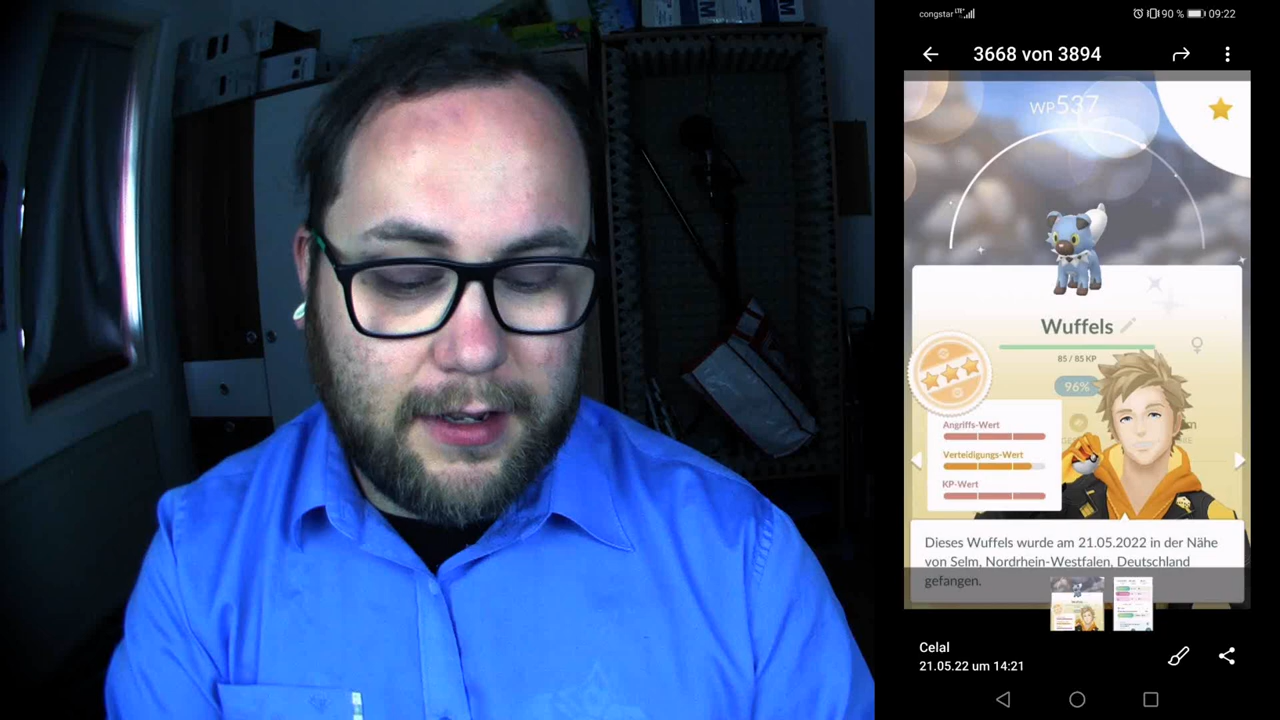 congstar
90 % 09:22
3668 von 3894
WP537
Wuffels
85 / 85 KP
96%
Angriffs-Wert
Verteidigungs-Wert
KP-Wert
Dieses Wuffels wurde am 21.05.2022 in der Nähe
von Selm, Nordrhein-Westfalen, Deutschland
gefangen.
Celal
21.05.22 um 14:21